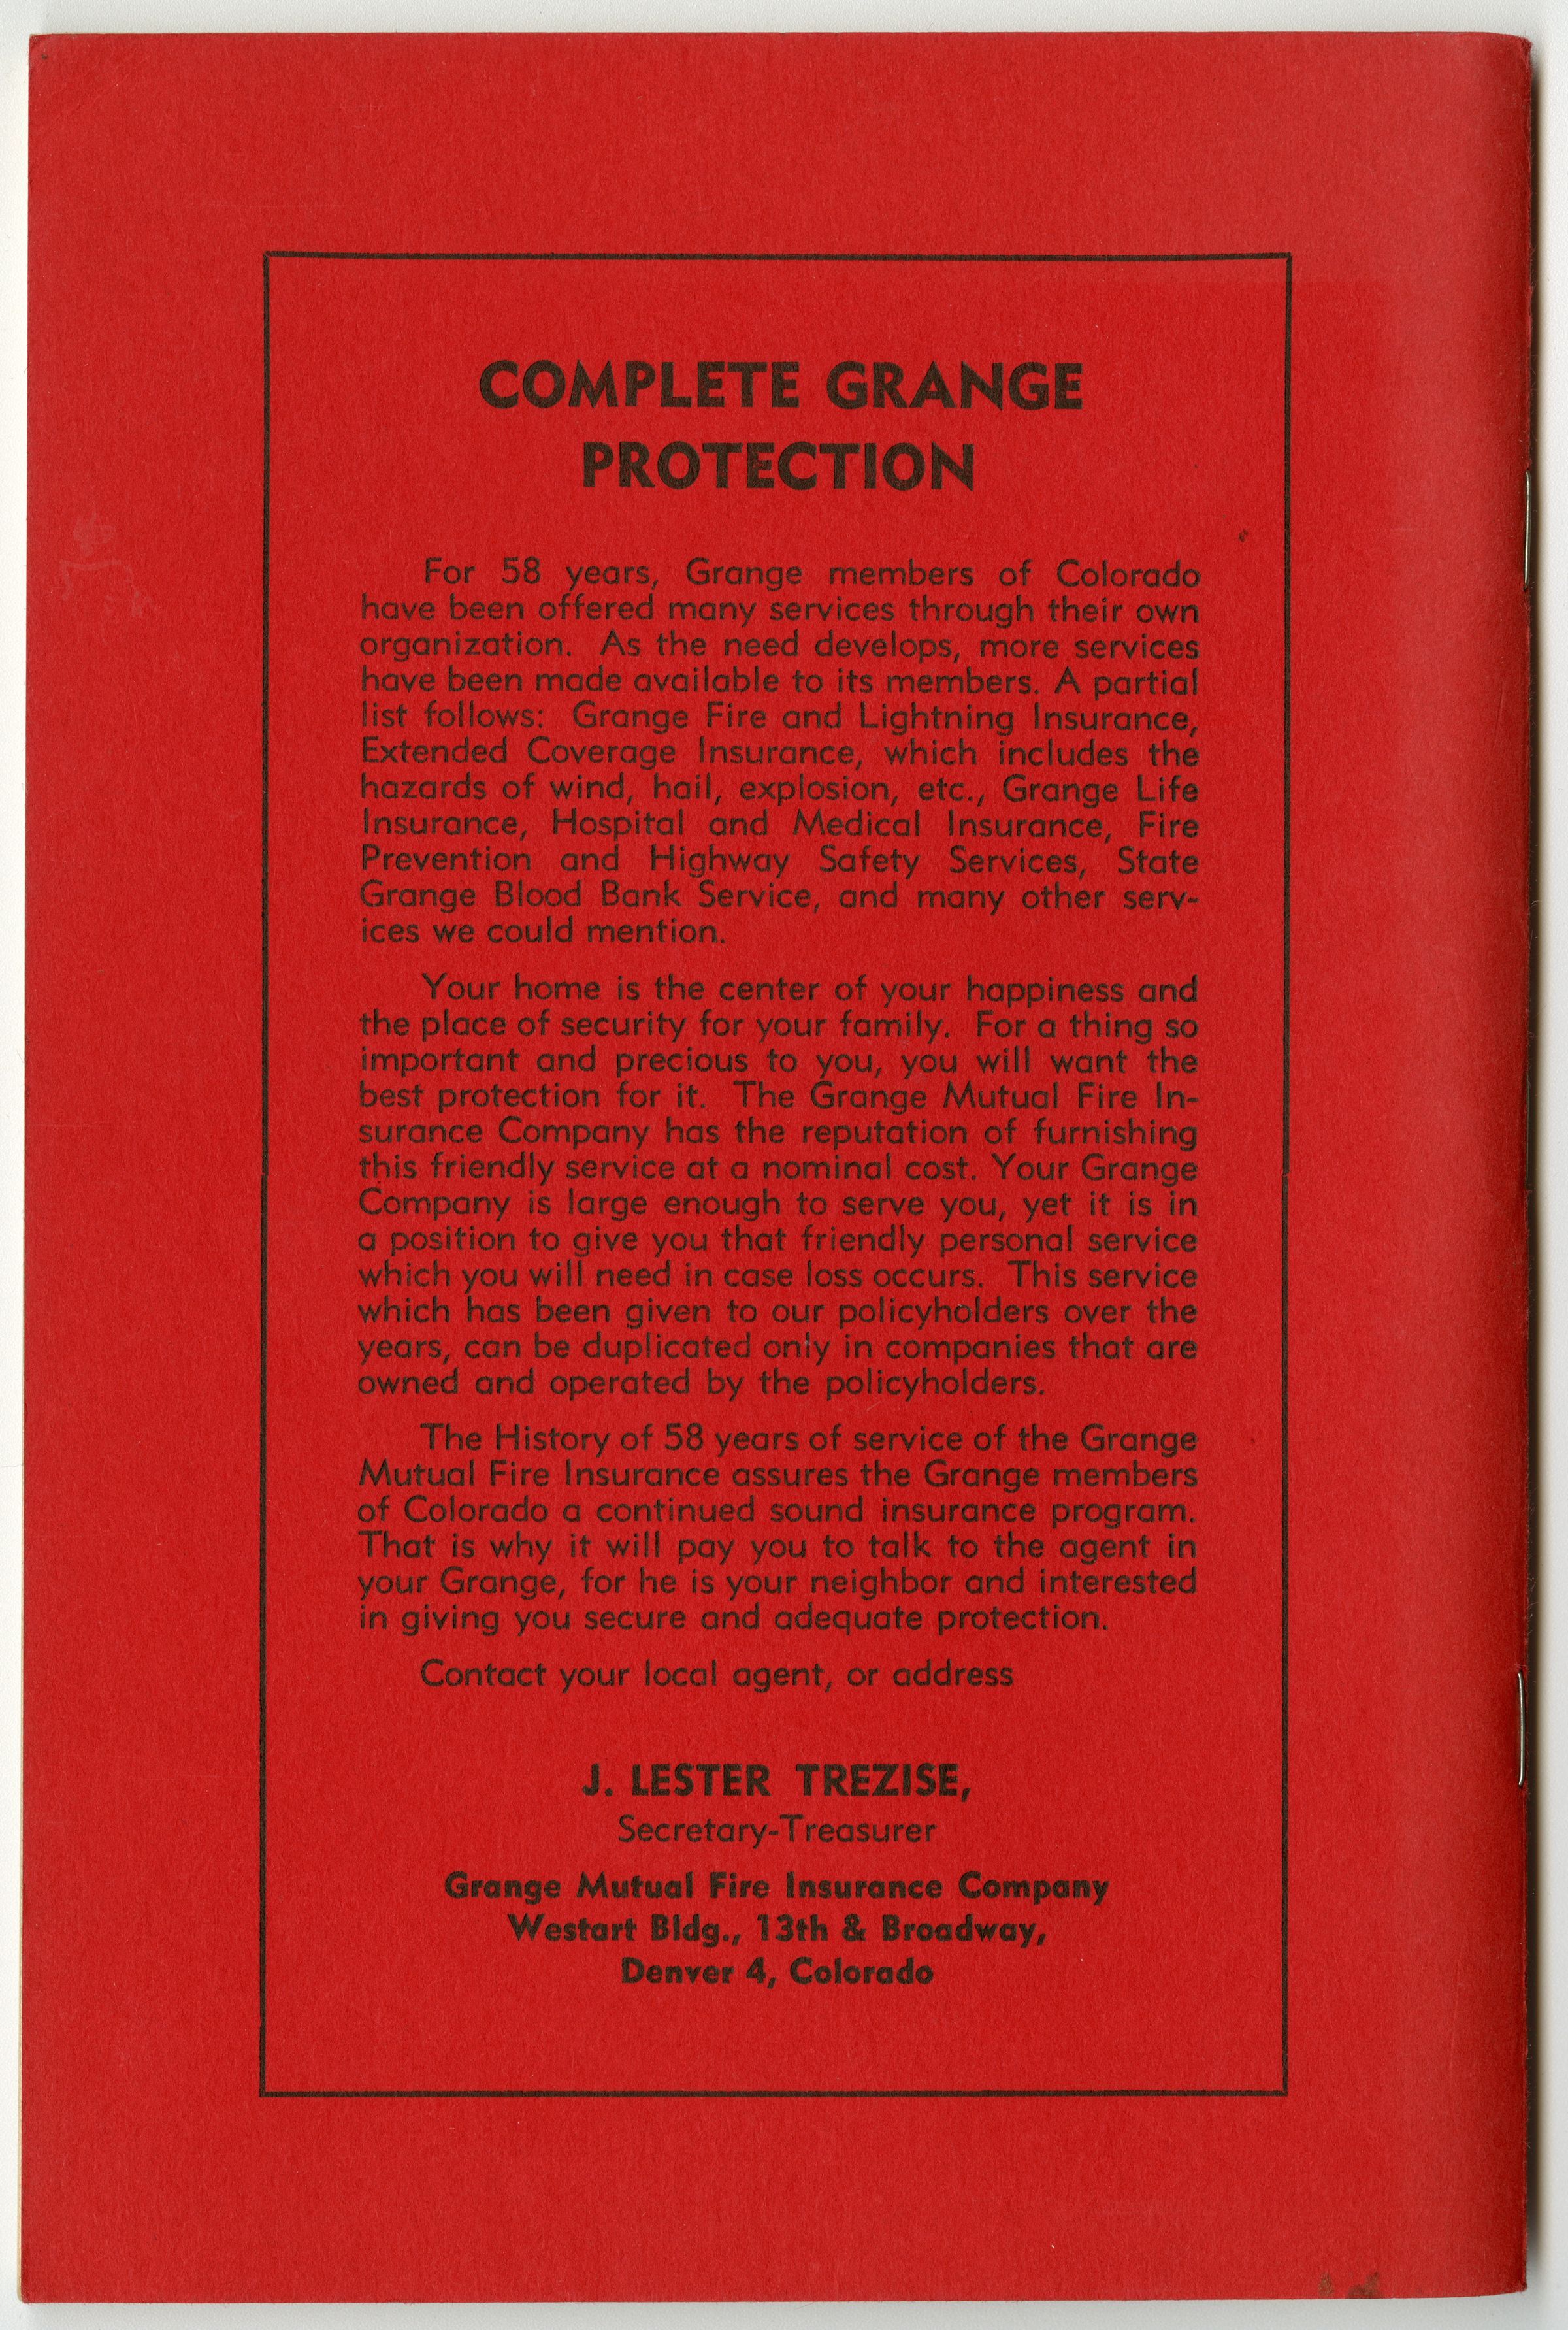 COMPLETE GRANGE
PROTECTION
For 58 years, Grange members of Colorado
have been offered many services through their own
organization. As the need develops, more services
have been made available to its members. A partial
list follows: Grange Fire and Lightning Insurance,
Extended Coverage Insurance, which includes the
hazards of wind, hail, explosion, etc., Grange Life
Insurance, Hospital and Medical Insurance, Fire
Prevention and Highway Safety Services, State
Grange Blood Bank Service, and many other serv-
ices we could mention.
Your home is the center of your happiness and
the place of security for your family. For a thing so
important and precious to you, you will want the
best protection for it. The Grange Mutual Fire In-
surance Company has the reputation of furnishing
this friendly service at a nominal cost. Your Grange
Company is large enough to serve you, yet it is in
a position to give you that friendly personal service
which you will need in case loss occurs. This service
which has been given to our policyholders over the
years, can be duplicated only in companies that are
owned and operated by the policyholders.
The History of 58 years of service of the Grange
Mutual Fire Insurance assures the Grange members
of Colorado a continued sound insurance program.
That is why it will pay you to talk to the agent in
your Grange, for he is your neighbor and interested
in giving you secure and adequate protection.
Contact your local agent, or address
J. LESTER TREZISE,
Secretary-Treasurer
Grange Mutual Fire Insurance Company
Westart Bldg., 13th & Broadway,
Denver 4, Colorado